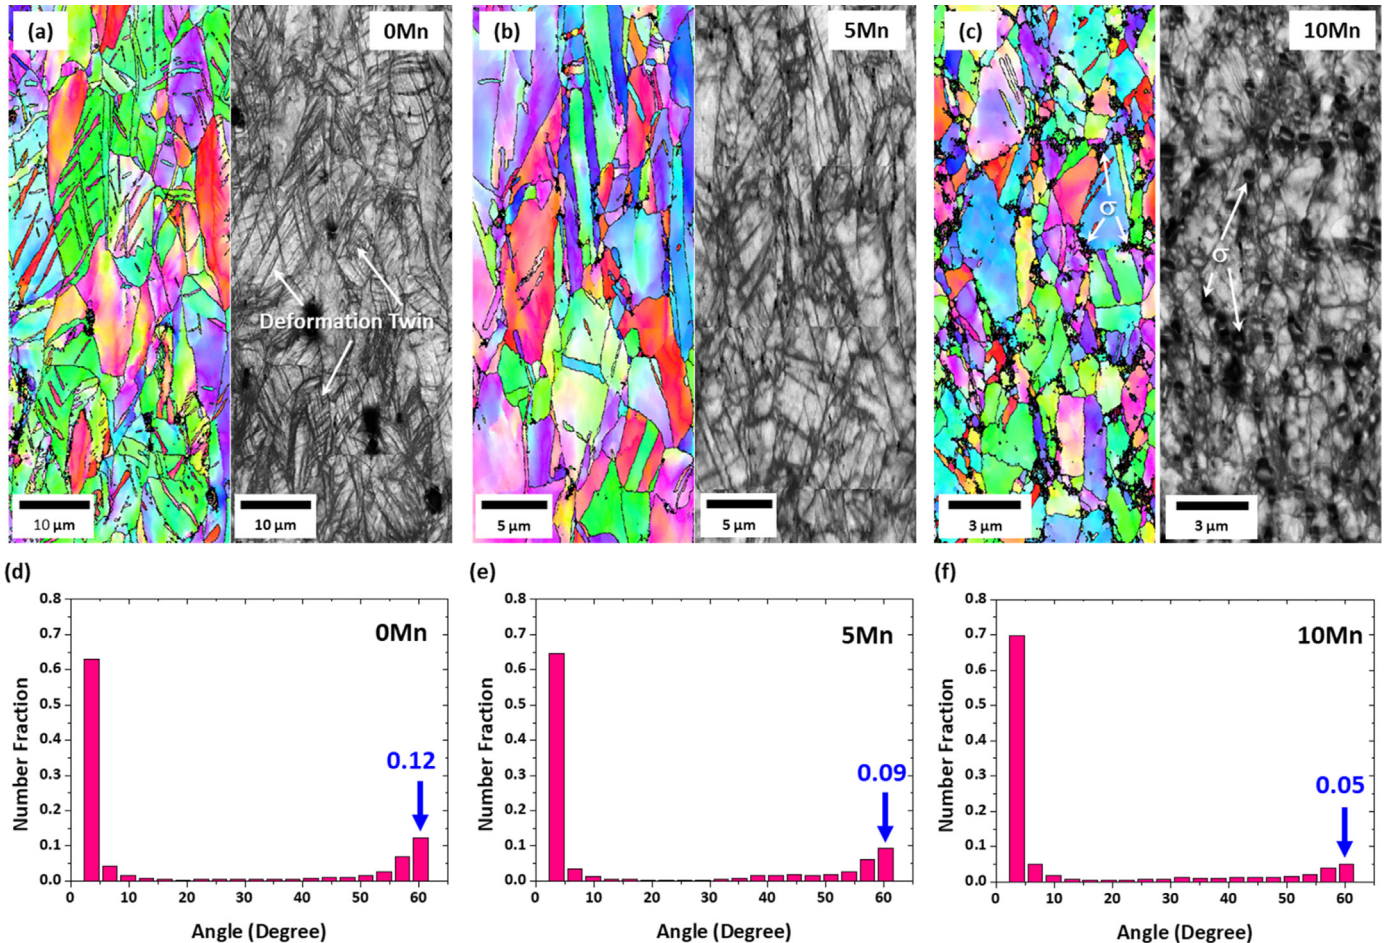 (a)
0Mn
(b)
5Mn
(c)
10Mn
σ
σ
Deformation Twin
10 μm
10 μm
5 μm
5 μm
3 μm
3 μm
(d)
(e)
(f)
0.8
0.7
0.6
0.5
0.4
0.3
0.2
0.1
0.0
0Mn
0.12
Number Fraction
0 10 20 30 40 50 60
Angle (Degree)
0.8
0.7
0.6
0.5
0.4
0.3
0.2
0.1
0.0
5Mn
0.09
Number Fraction
0 10 20 30 40 50 60
Angle (Degree)
0.8
0.7
0.6
0.5
0.4
0.3
0.2
0.1
0.0
10Mn
0.05
Number Fraction
0 10 20 30 40 50 60
Angle (Degree)